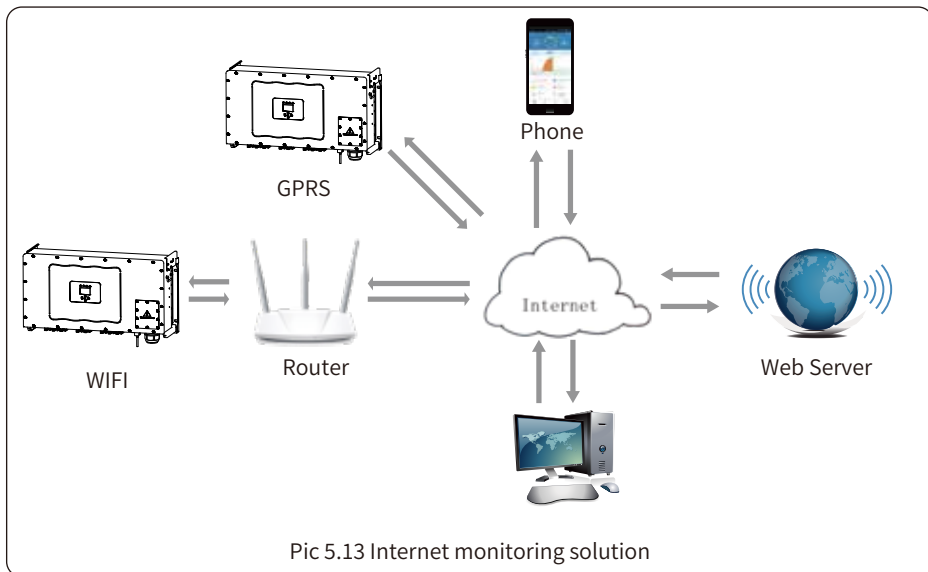 Phone
GPRS
Internet
WIFI
Router
Web Server
Pic 5.13 Internet monitoring solution